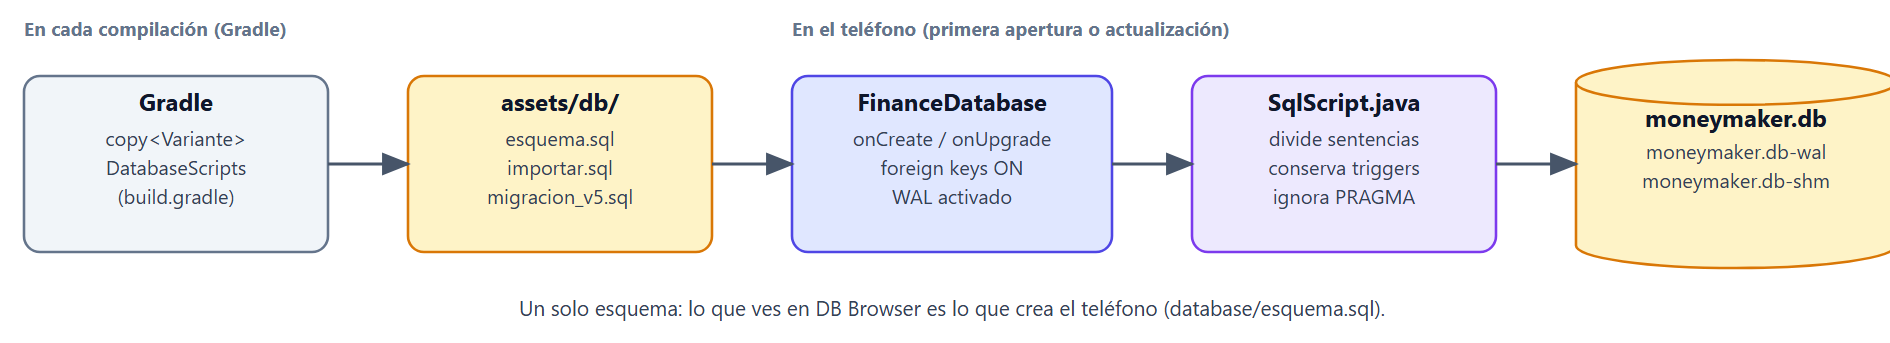 En cada compilación (Gradle)
En el teléfono (primera apertura o actualización)
Gradle
copy<Variante>
DatabaseScripts
(build.gradle)
assets/db/
esquema.sql
importar.sql
migracion_v5.sql
FinanceDatabase
onCreate / onUpgrade
foreign keys ON
WAL activado
SqlScript.java
divide sentencias
conserva triggers
ignora PRAGMA
moneymaker.db
moneymaker.db-wal
moneymaker.db-shm
Un solo esquema: lo que ves en DB Browser es lo que crea el teléfono (database/esquema.sql).